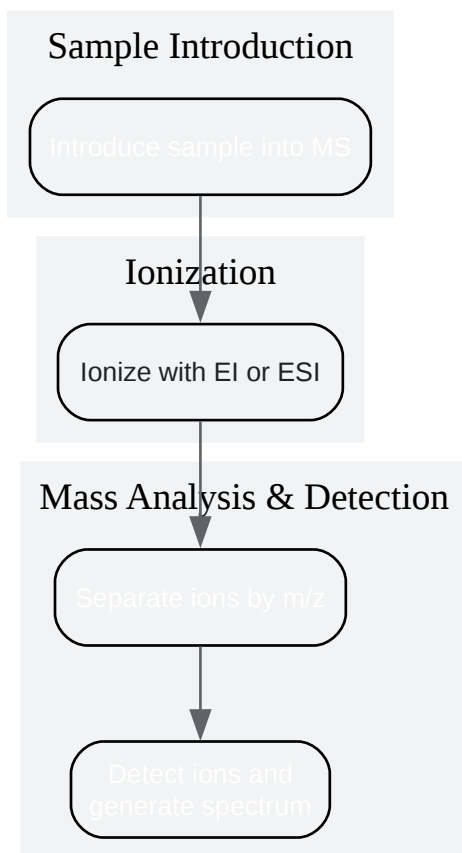 Sample Introduction
Introduce sample into MS
Ionization
Ionize with EI or ESI
Mass Analysis & Detection
Separate ions by m/z
Detect ions and
generate spectrum